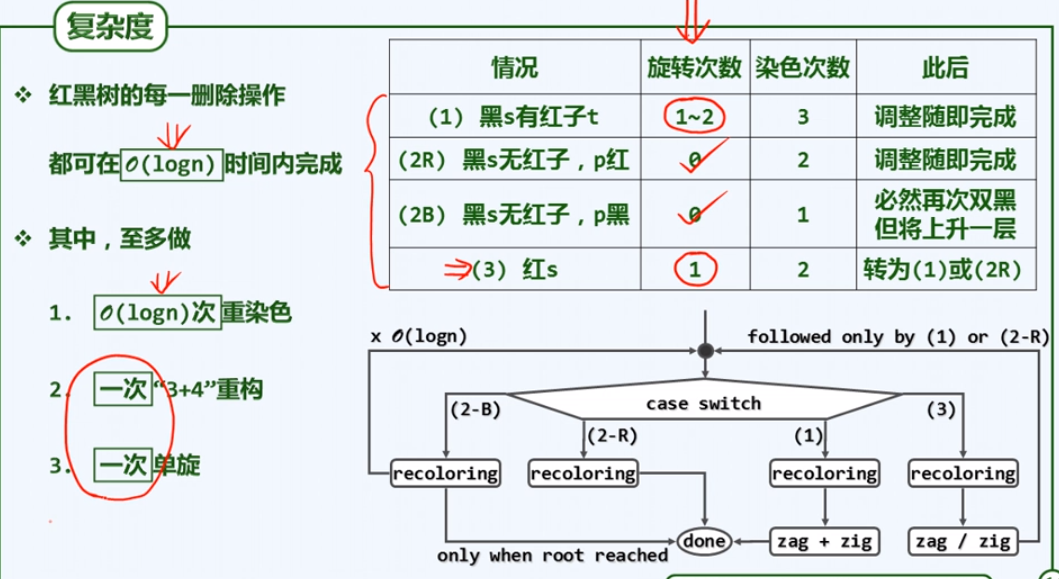 复杂度
❖ 红黑树的每一删除操作
都可在O(logn)时间内完成
❖ 其中，至多做
1. O(logn)次重染色
2. 一次“3+4”重构
3. 一次单旋
情况 旋转次数 染色次数 此后
(1) 黑s有红子t 1~2 3 调整随即完成
(2R) 黑s无红子，p红 0 2 调整随即完成
(2B) 黑s无红子，p黑 0 1 必然再次双黑
但将上升一层
(3) 红s 1 2 转为(1)或(2R)
x O(logn) followed only by (1) or (2-R)
case switch
(2-B) (2-R) (1) (3)
recoloring recoloring recoloring recoloring
done zag + zig zag / zig
only when root reached